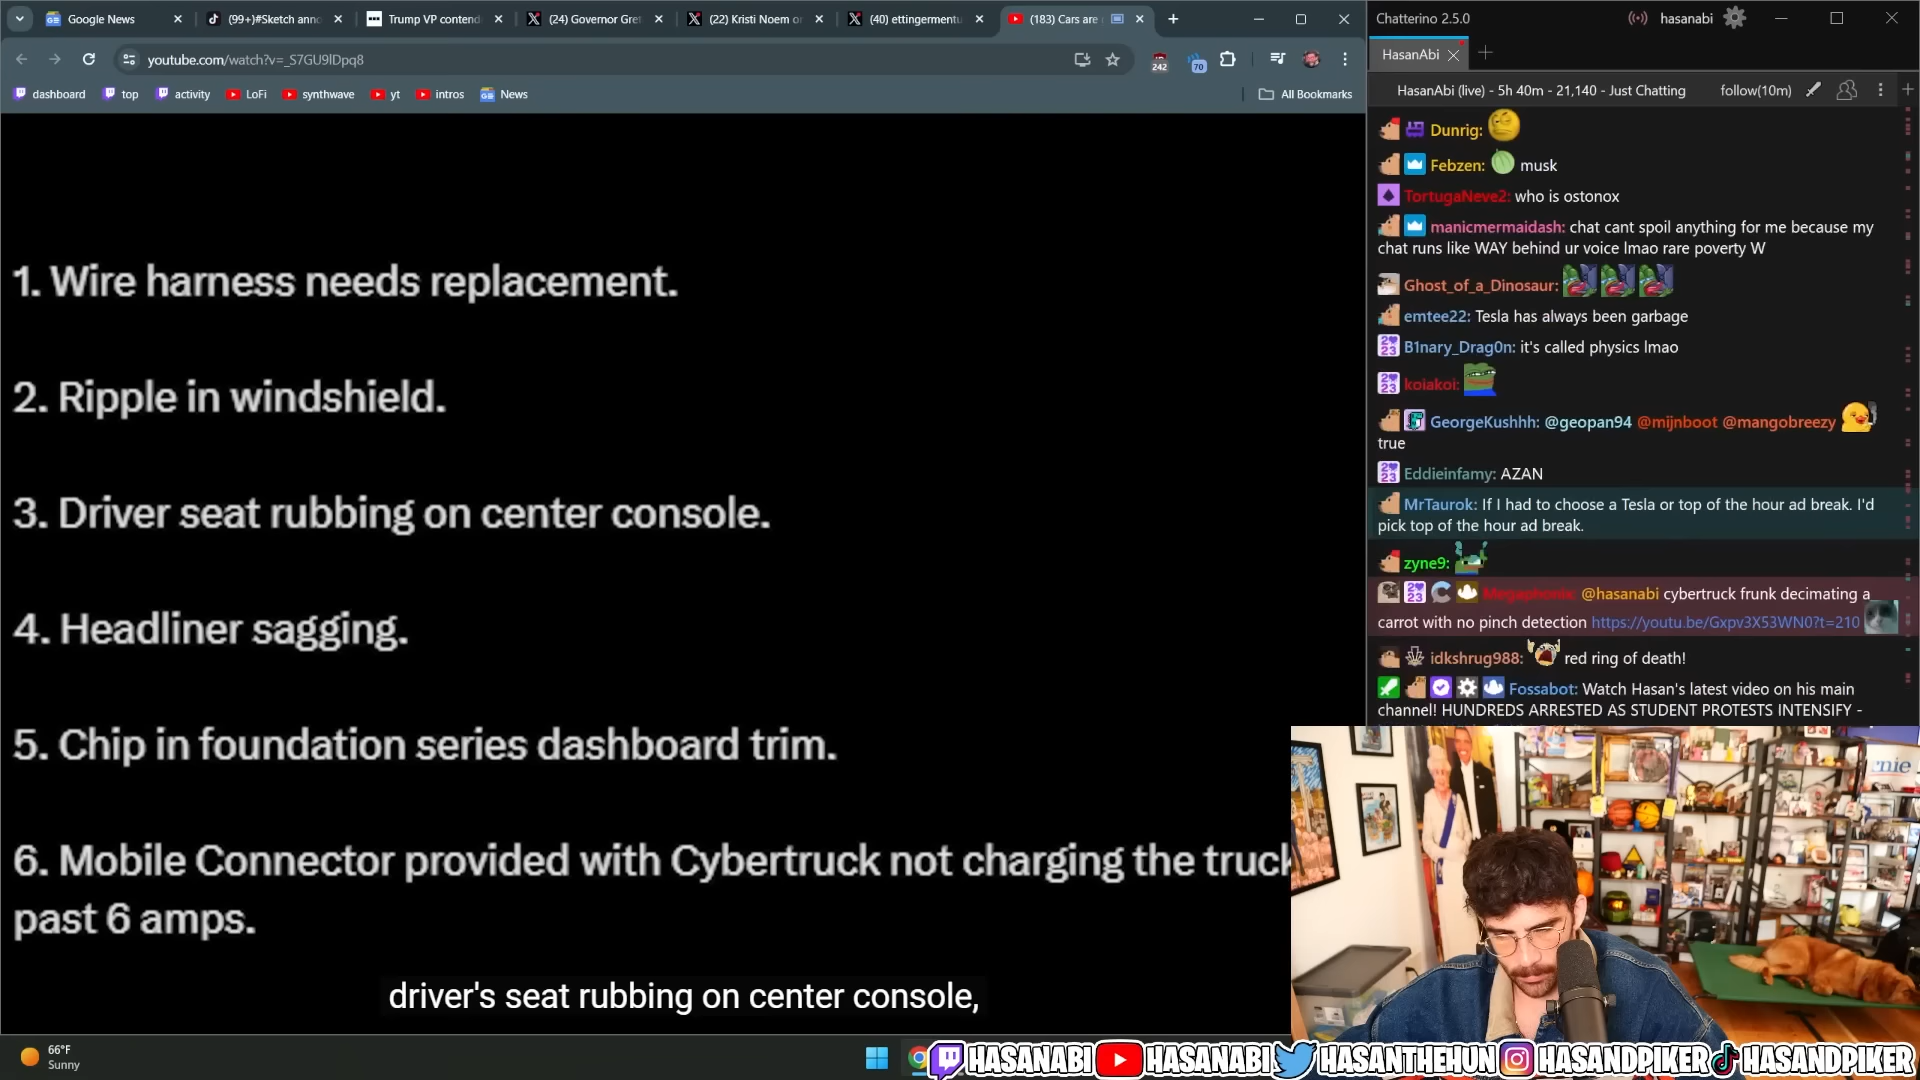 Google News
(99+)#Sketch anno
Trump VP contend
(24) Governor Gret
(22) Kristi Noem on
(40) ettingermentu
(183) Cars are
youtube.com/watch?v=_S7GU9lDpq8
242
70
dashboard
top
activity
LoFi
synthwave
yt
intros
News
All Bookmarks
1. Wire harness needs replacement.
2. Ripple in windshield.
3. Driver seat rubbing on center console.
4. Headliner sagging.
5. Chip in foundation series dashboard trim.
6. Mobile Connector provided with Cybertruck not charging the truck
past 6 amps.
driver's seat rubbing on center console,
Chatterino 2.5.0
hasanabi
HasanAbi
HasanAbi (live) - 5h 40m - 21,140 - Just Chatting
follow(10m)
Dunrig:
Febzen: musk
TortugaNeve2: who is ostonox
manicmermaidash: chat cant spoil anything for me because my
chat runs like WAY behind ur voice lmao rare poverty W
Ghost_of_a_Dinosaur:
emtee22: Tesla has always been garbage
B1nary_Drag0n: it's called physics lmao
koiakoi:
GeorgeKushhh: @geopan94 @mijnboot @mangobreezy
true
Eddieinfamy: AZAN
MrTaurok: If I had to choose a Tesla or top of the hour ad break. I'd
pick top of the hour ad break.
zyne9:
Megaphonix: @hasanabi cybertruck frunk decimating a
carrot with no pinch detection https://youtu.be/Gxpv3X53WN0?t=210
idkshrug988: red ring of death!
Fossabot: Watch Hasan's latest video on his main
channel! HUNDREDS ARRESTED AS STUDENT PROTESTS INTENSIFY -
rnie
66°F
Sunny
HASANABI
HASANABI
HASANTHEHUN
HASANDPIKER
HASANDPIKER